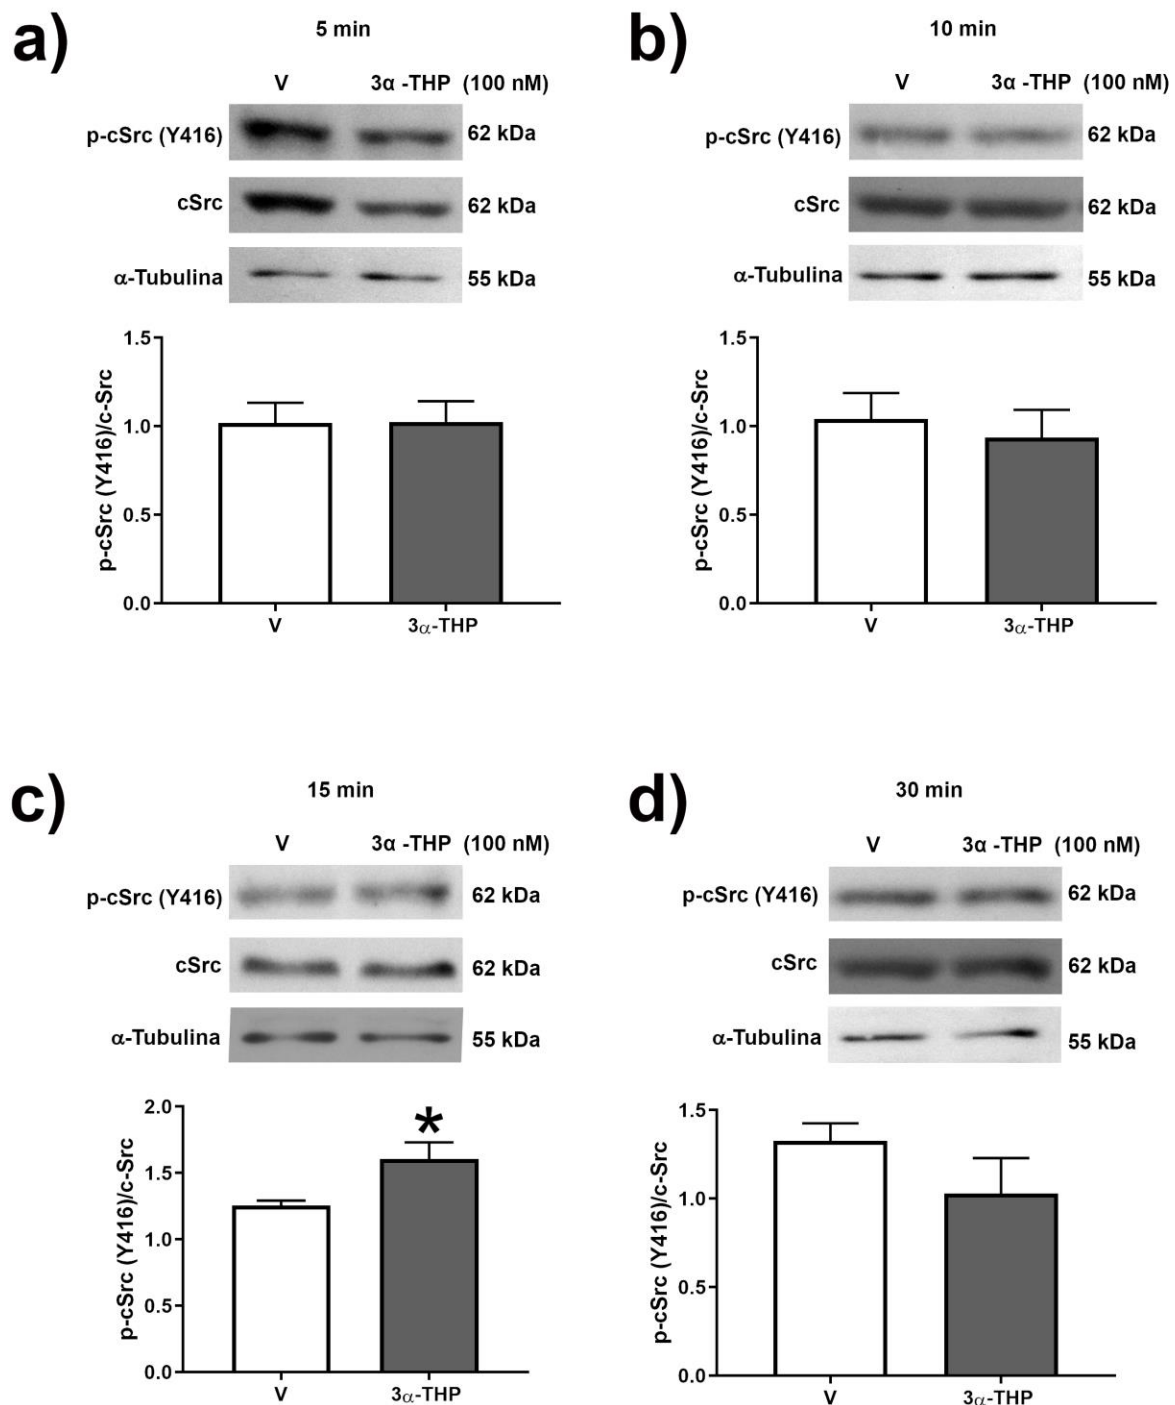 a)
5 min
V 3α -THP (100 nM)
p-cSrc (Y416) 62 kDa
cSrc 62 kDa
α-Tubulina 55 kDa
p-cSrc (Y416)/c-Src
1.5
1.0
0.5
0.0
V 3α-THP
b)
10 min
V 3α -THP (100 nM)
p-cSrc (Y416) 62 kDa
cSrc 62 kDa
α-Tubulina 55 kDa
p-cSrc (Y416)/c-Src
1.5
1.0
0.5
0.0
V 3α-THP
c)
15 min
V 3α -THP (100 nM)
p-cSrc (Y416) 62 kDa
cSrc 62 kDa
α-Tubulina 55 kDa
p-cSrc (Y416)/c-Src
2.0
*
1.5
1.0
0.5
0.0
V 3α-THP
d)
30 min
V 3α -THP (100 nM)
p-cSrc (Y416) 62 kDa
cSrc 62 kDa
α-Tubulina 55 kDa
p-cSrc (Y416)/c-Src
1.5
1.0
0.5
0.0
V 3α-THP